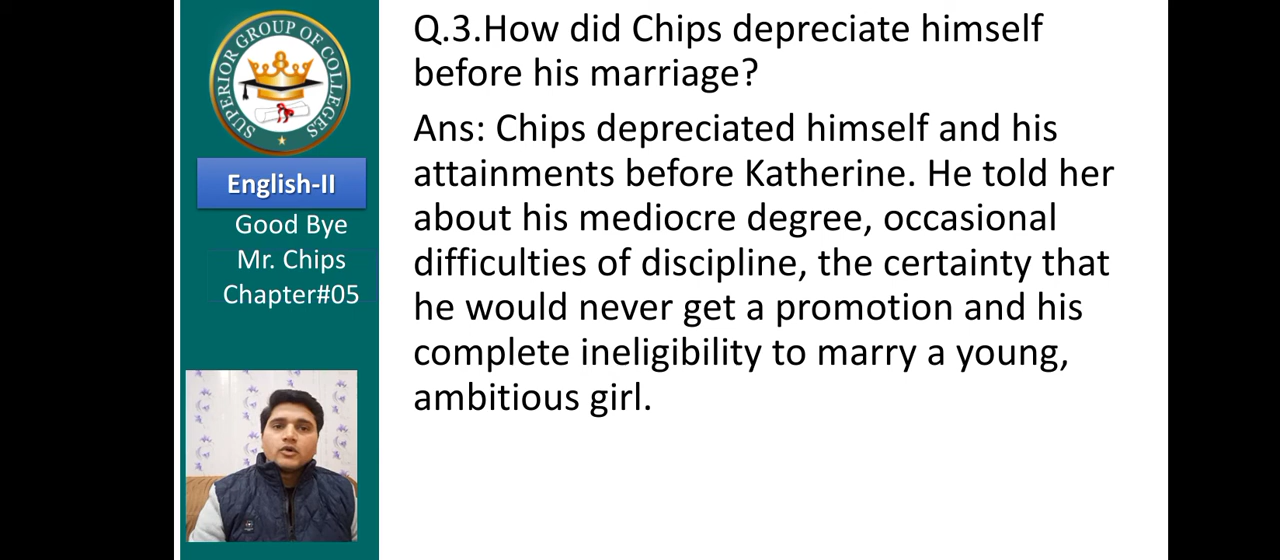 SUPERIOR GROUP OF COLLEGES
English-II
Good Bye
Mr. Chips
Chapter#05
Q.3.How did Chips depreciate himself
before his marriage?
Ans: Chips depreciated himself and his
attainments before Katherine. He told her
about his mediocre degree, occasional
difficulties of discipline, the certainty that
he would never get a promotion and his
complete ineligibility to marry a young,
ambitious girl.